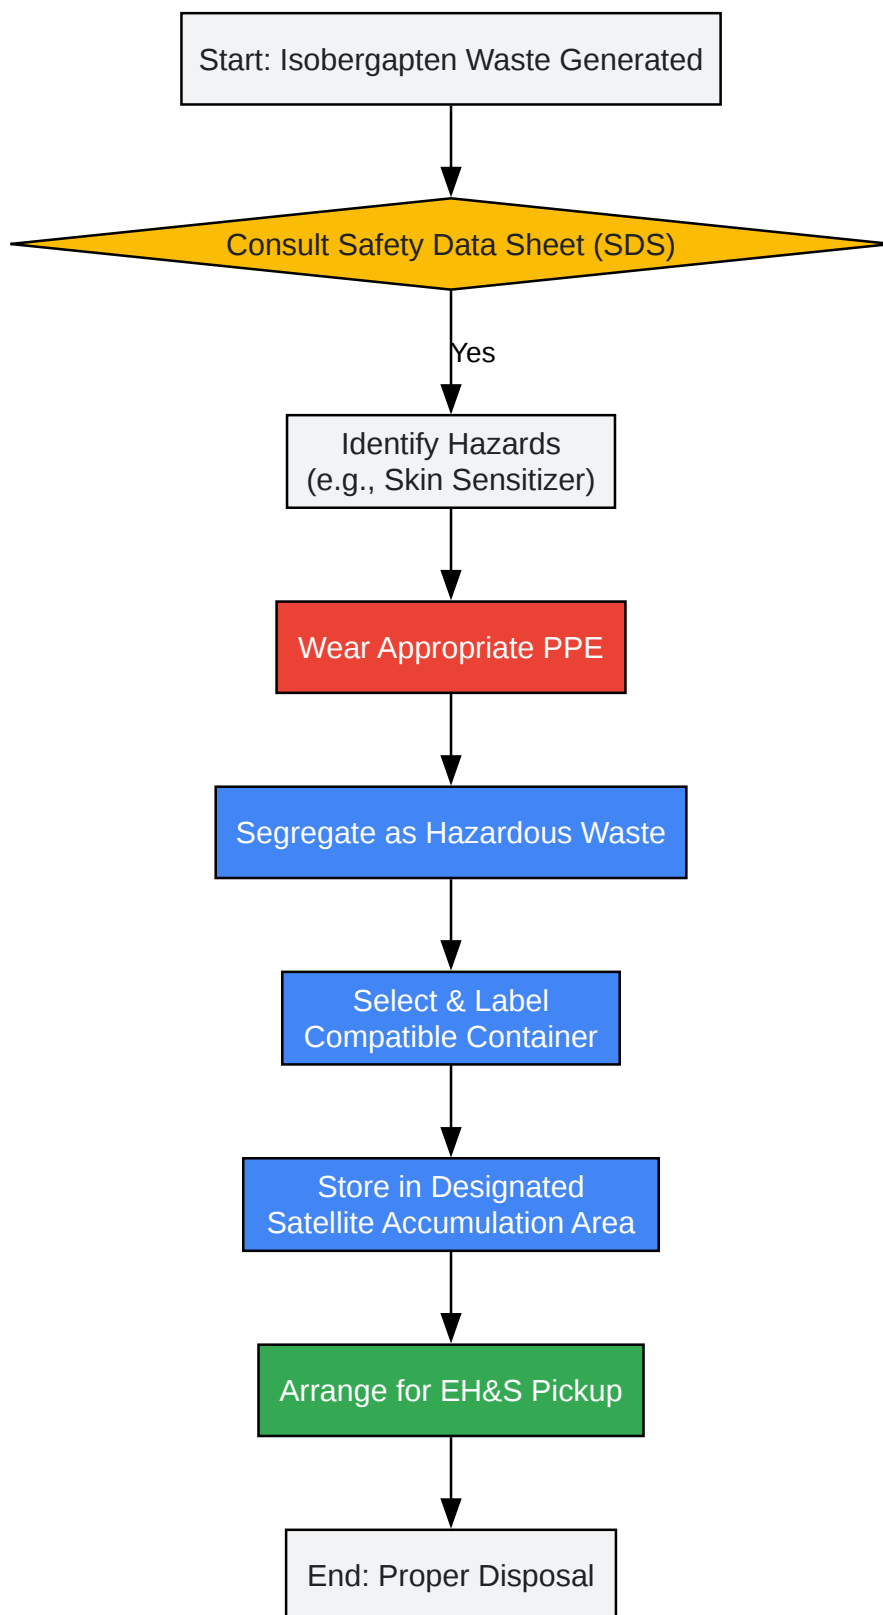 Start: Isobergapten Waste Generated
Consult Safety Data Sheet (SDS)
Yes
Identify Hazards
(e.g., Skin Sensitizer)
Wear Appropriate PPE
Segregate as Hazardous Waste
Select & Label
Compatible Container
Store in Designated
Satellite Accumulation Area
Arrange for EH&S Pickup
End: Proper Disposal